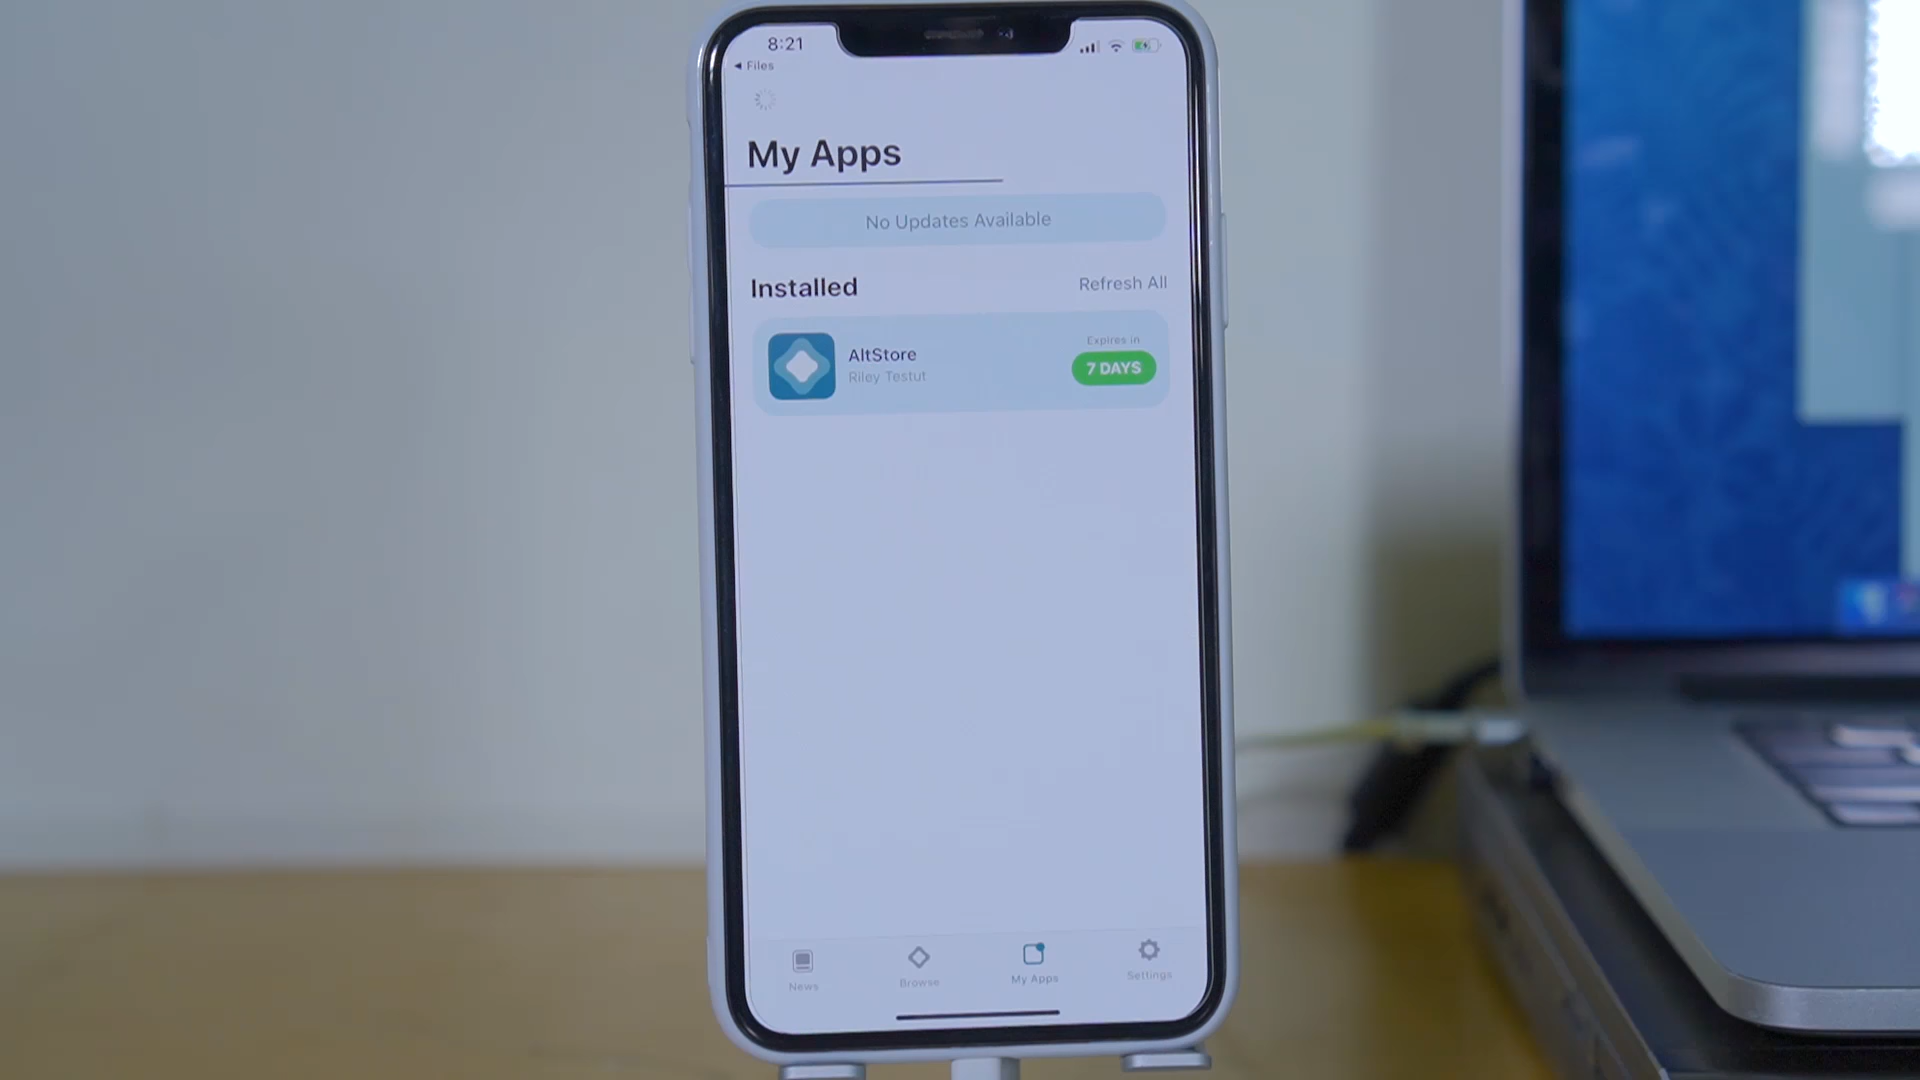 8:21
◄ Files
My Apps
No Updates Available
Installed
Refresh All
AltStore
Riley Testut
Expires in
7 DAYS
News
Browse
My Apps
Settings